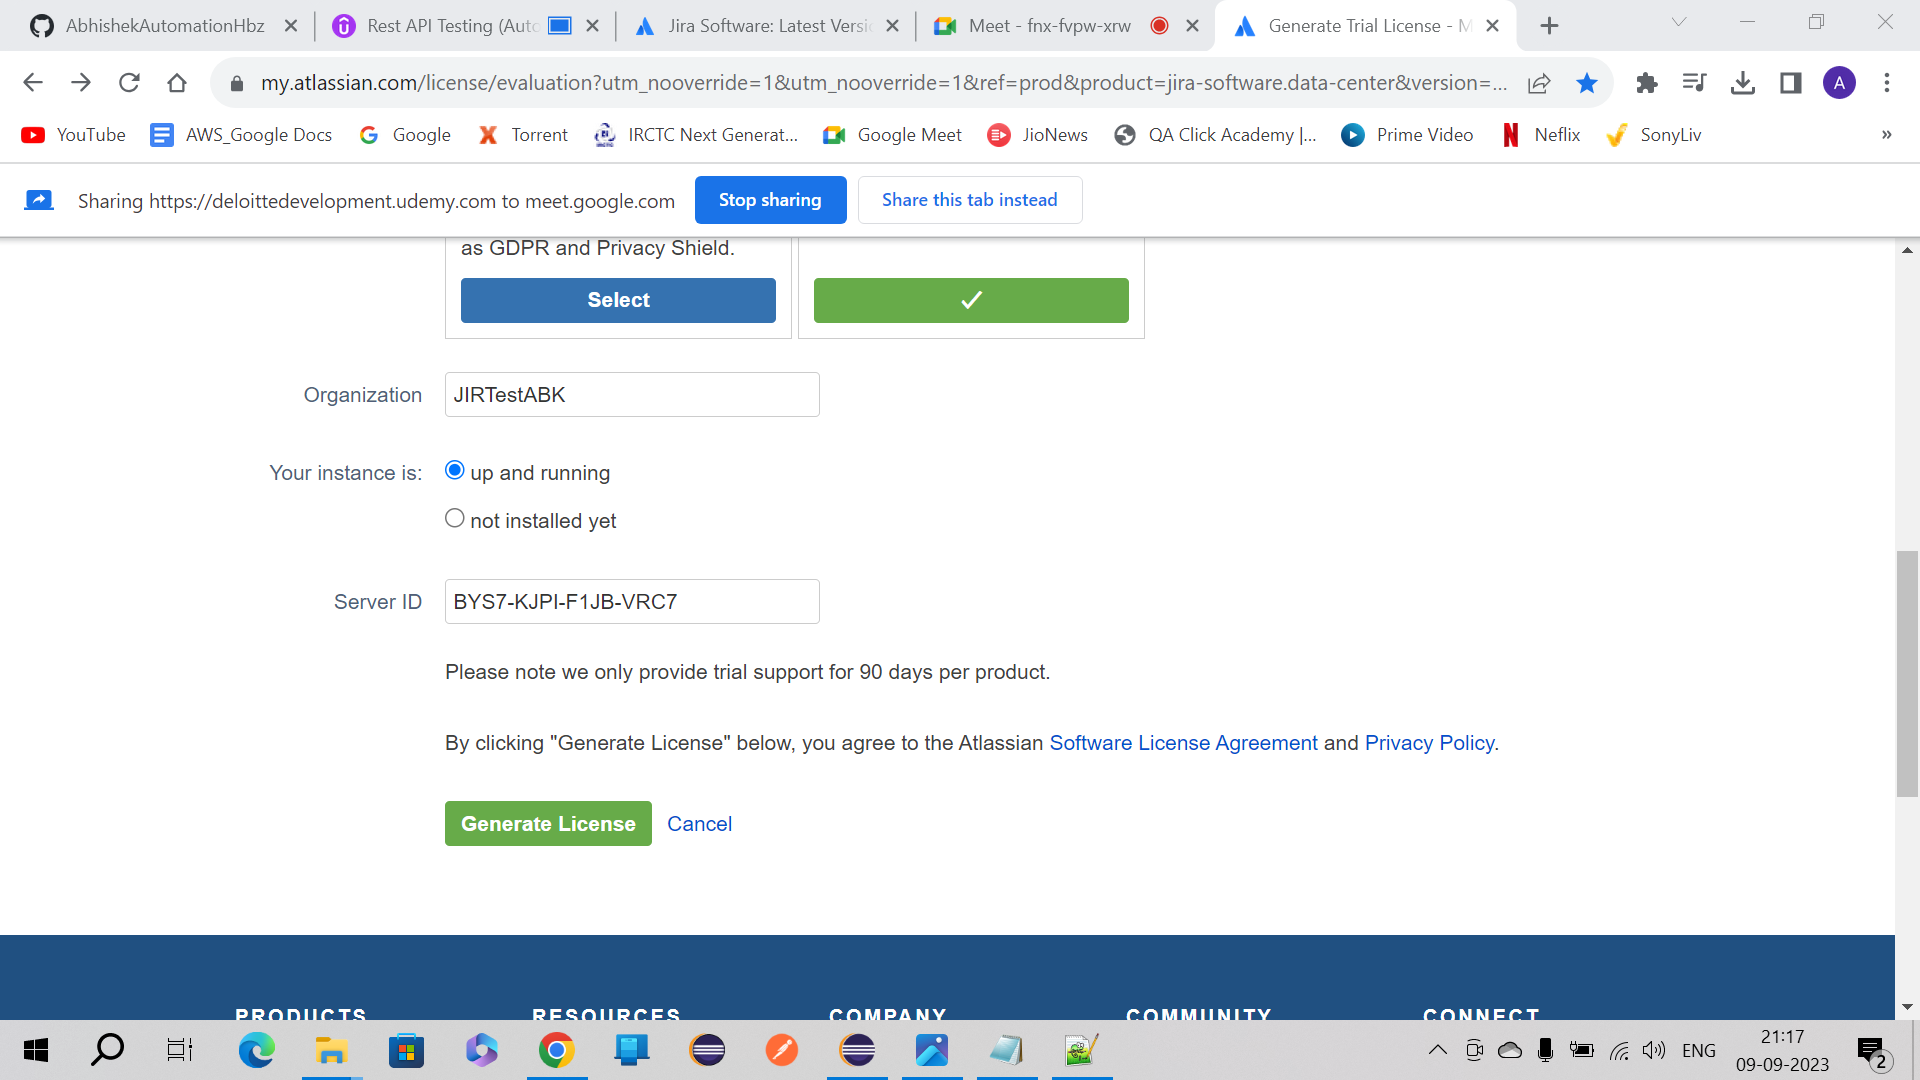 AbhishekAutomationHbz
Rest API Testing (Auto
Jira Software: Latest Versi
Meet - fnx-fvpw-xrw
Generate Trial License - M
my.atlassian.com/license/evaluation?utm_nooverride=1&utm_nooverride=1&ref=prod&product=jira-software.data-center&version=...
A
YouTube
AWS_Google Docs
Google
Torrent
IRCTC Next Generat...
Google Meet
JioNews
QA Click Academy |...
Prime Video
Neflix
SonyLiv
»
Sharing https://deloittedevelopment.udemy.com to meet.google.com
Stop sharing
Share this tab instead
as GDPR and Privacy Shield.
Select
Organization
JIRTestABK
Your instance is:
up and running
not installed yet
Server ID
BYS7-KJPI-F1JB-VRC7
Please note we only provide trial support for 90 days per product.
By clicking "Generate License" below, you agree to the Atlassian Software License Agreement and Privacy Policy.
Generate License
Cancel
PRODUCTS
RESOURCES
COMPANY
COMMUNITY
CONNECT
ENG
21:17
09-09-2023
2